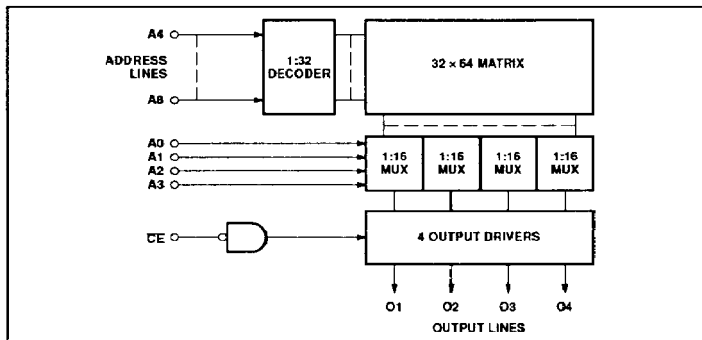 A4
ADDRESS
LINES
A8
1:32
DECODER
32 × 64 MATRIX
A0
A1
A2
A3
1:16
MUX
1:16
MUX
1:16
MUX
1:16
MUX
C̅E̅
4 OUTPUT DRIVERS
O1 O2 O3 O4
OUTPUT LINES